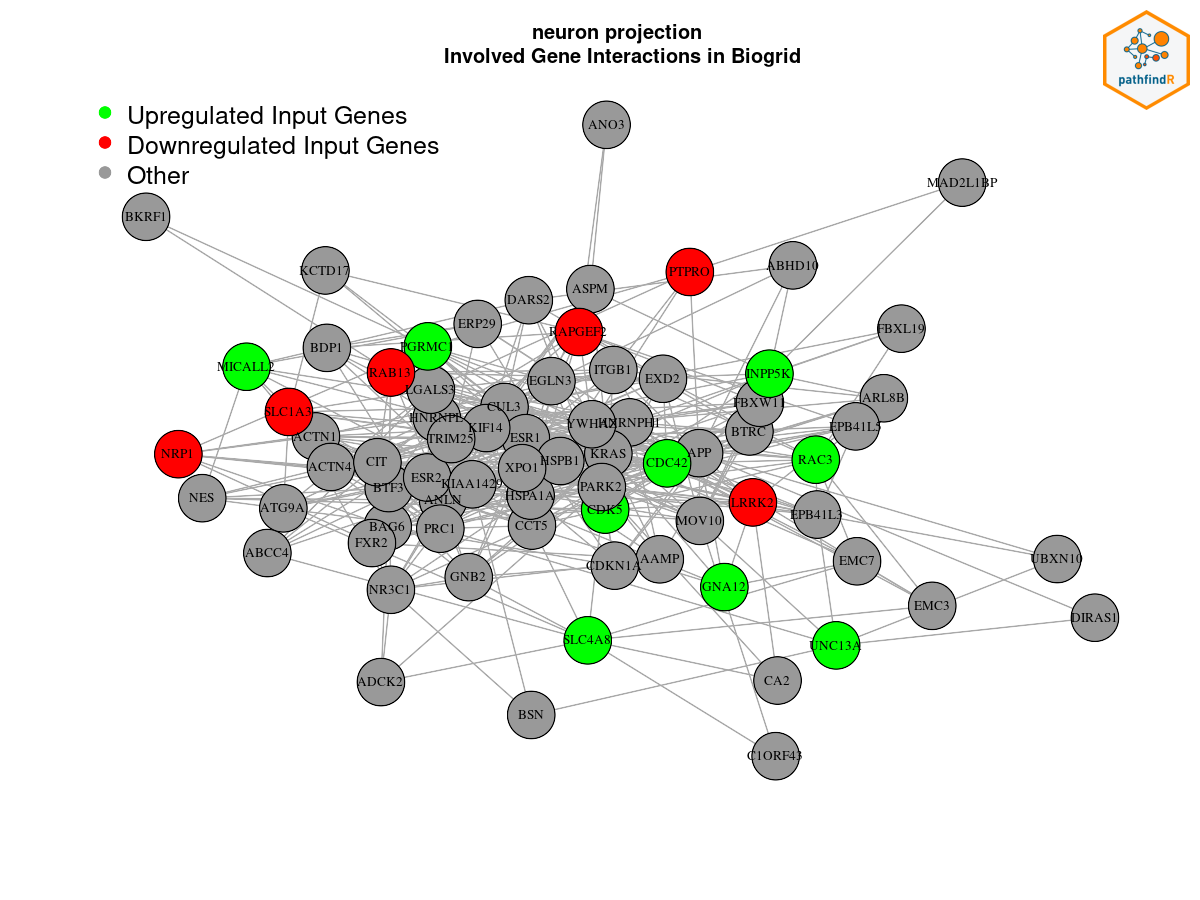 neuron projection
Involved Gene Interactions in Biogrid
pathfindR
Upregulated Input Genes
Downregulated Input Genes
Other
ANO3
MAD2L1BP
BKRF1
KCTD17
PTPRO
ABHD10
ASPM
DARS2
ERP29
RAPGEF2
FBXL19
BDP1
PGRMC1
MICALL2
RAB13
ITGB1
EXD2
INPP5K
EGLN3
LGALS3
ARL8B
FBXW11
CUL3
SLC1A3
HNRNPL
YWHAZ
HNRNPH1
EPB41L5
BTRC
KIF14
ACTN1
TRIM25
ESR1
NRP1
KRAS
APP
HSPB1
CDC42
RAC3
ACTN4
CIT
XPO1
ESR2
KIAA1429
PARK2
BTF3
NES
HSPA1A
ANLN
LRRK2
ATG9A
CDK5
EPB41L3
MOV10
BAG6
PRC1
CCT5
FXR2
ABCC4
AAMP
CDKN1A
EMC7
UBXN10
GNB2
NR3C1
GNA12
EMC3
DIRAS1
SLC4A8
UNC13A
ADCK2
CA2
BSN
C1ORF43